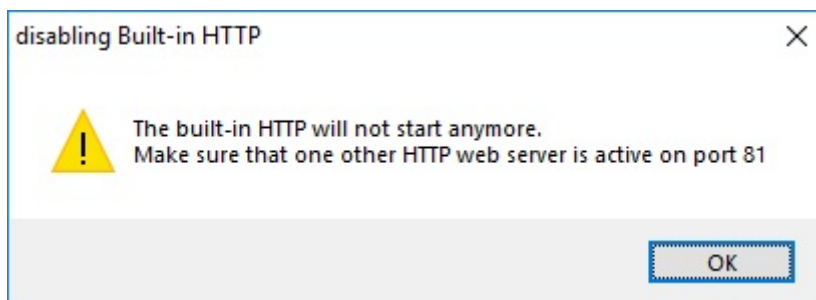 disabling Built-in HTTP
The built-in HTTP will not start anymore.
Make sure that one other HTTP web server is active on port 81
OK